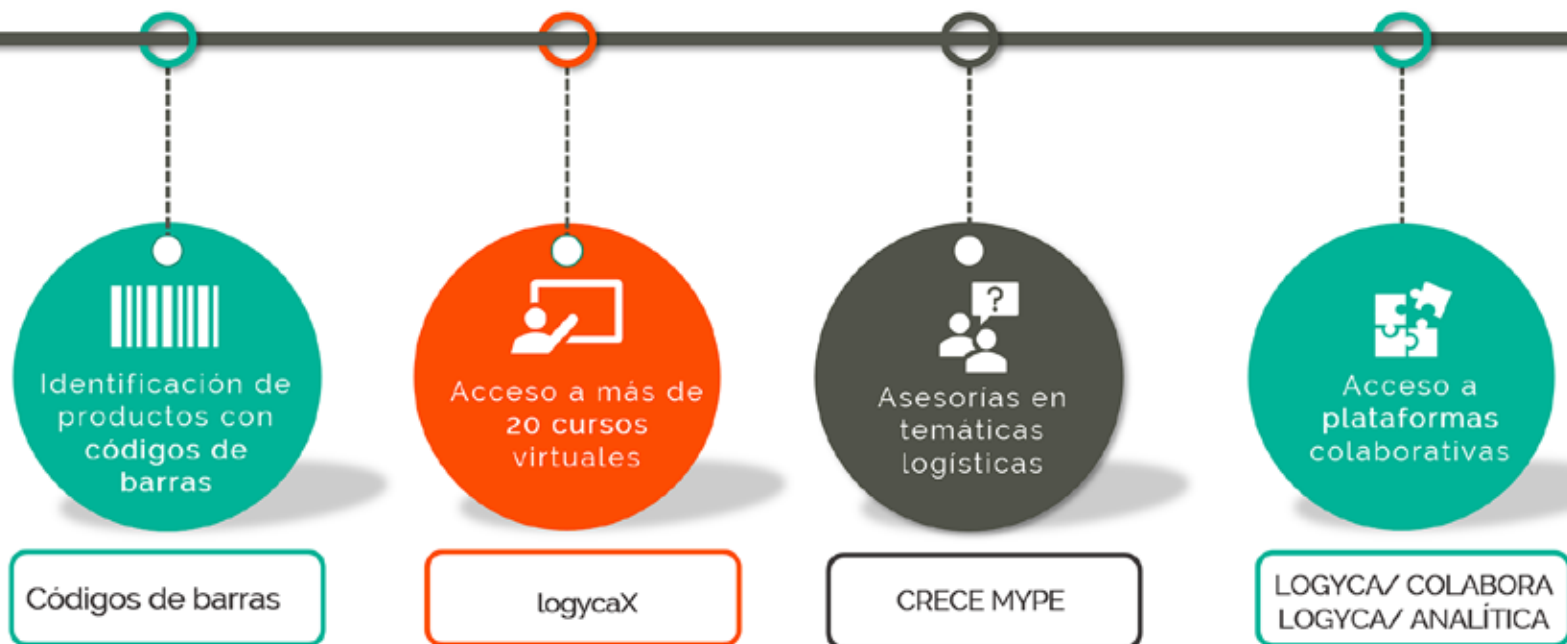 Identificación de
productos con
códigos de
barras
Códigos de barras
Acceso a más de
20 cursos
virtuales
logycaX
?
Asesorías en
temáticas
logísticas
CRECE MYPE
Acceso a
plataformas
colaborativas
LOGYCA/ COLABORA
LOGYCA/ ANALÍTICA